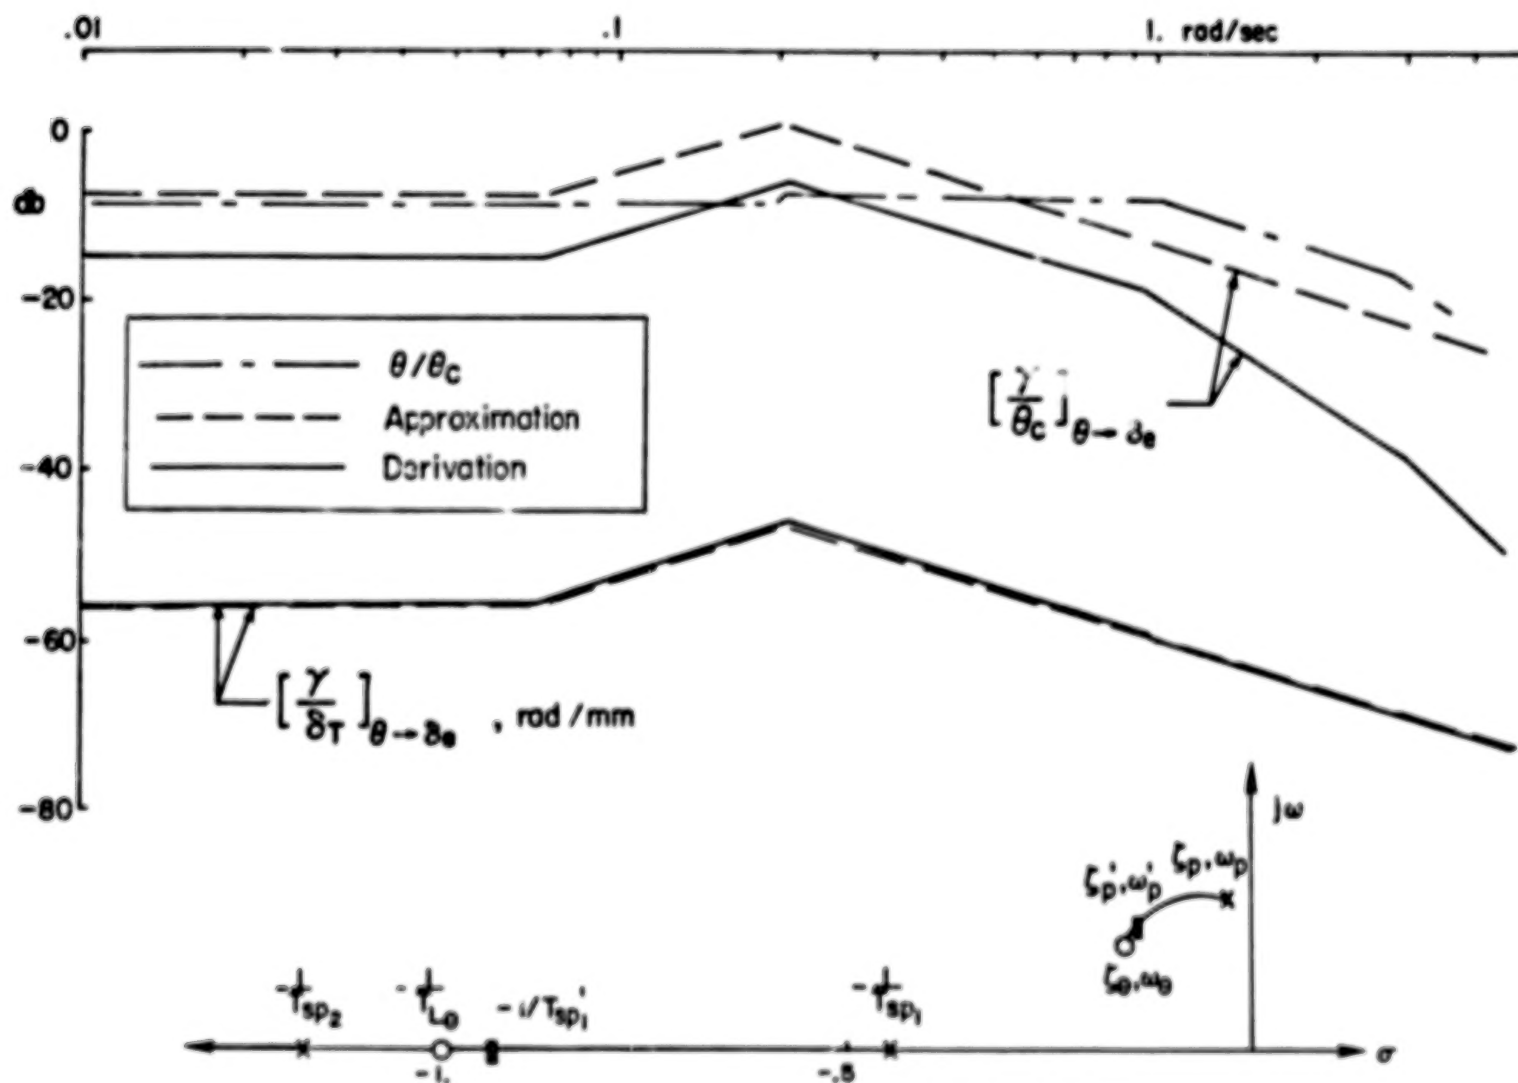 .01 .1 1. rad/sec
0
db
-20
-40
-60
-80
θ/θc
Approximation
Derivation
[γ/θc]θ→δe
[γ/δT]θ→δe , rad/mm
jω
ζp', ωp' ζp, ωp
ζθ, ωθ
-1/Tsp2 -1/TLθ -1/Tsp1' -1/Tsp1
-1. -.5 σ